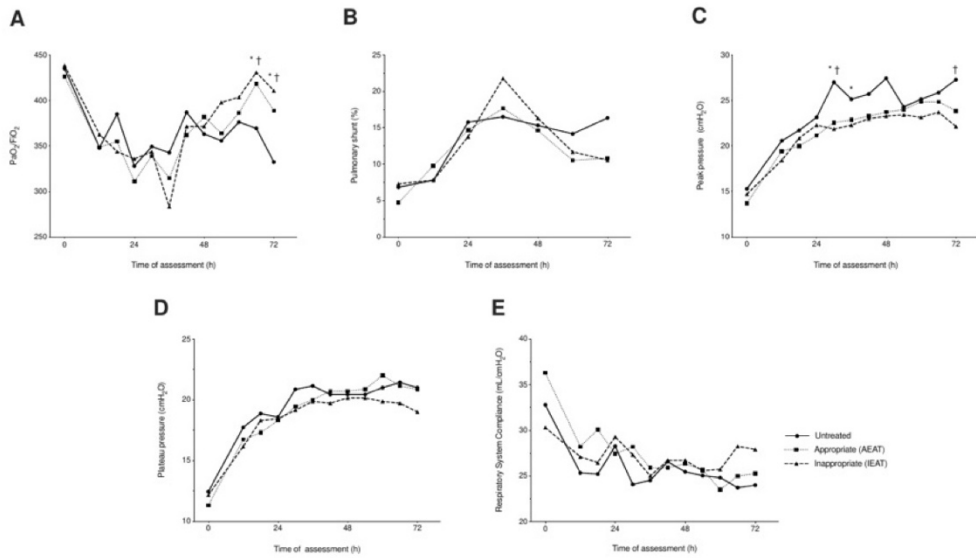 A
B
C
450
400
350
300
250
PaO2/FiO2
* †
* †
0
24
48
72
Time of assessment (h)
25
20
15
10
5
0
Pulmonary shunt (%)
0
24
48
72
Time of assessment (h)
30
25
20
15
10
Peak pressure (cmH2O)
* †
*
†
0
24
48
72
Time of assessment (h)
D
E
25
20
15
10
Plateau pressure (cmH2O)
0
24
48
72
Time of assessment (h)
40
35
30
25
20
Respiratory System Compliance (mL/cmH2O)
0
24
48
72
Time of assessment (h)
Untreated
Appropriate (AEAT)
Inappropriate (IEAT)